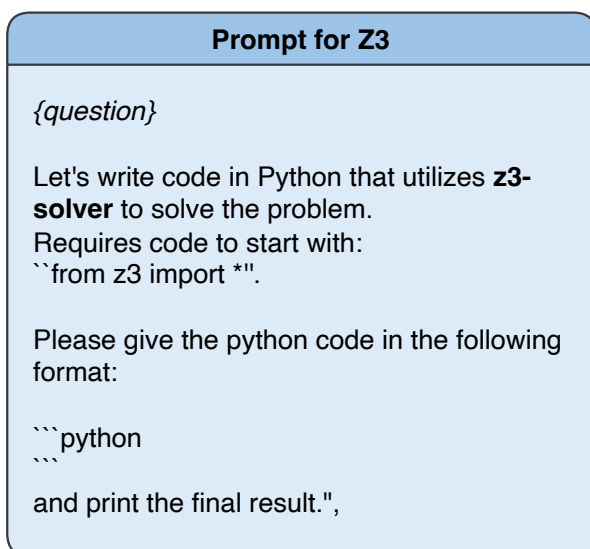 Prompt for Z3
{question}
Let's write code in Python that utilizes z3-
solver to solve the problem.
Requires code to start with:
``from z3 import *".
Please give the python code in the following
format:
```python
```
and print the final result.",